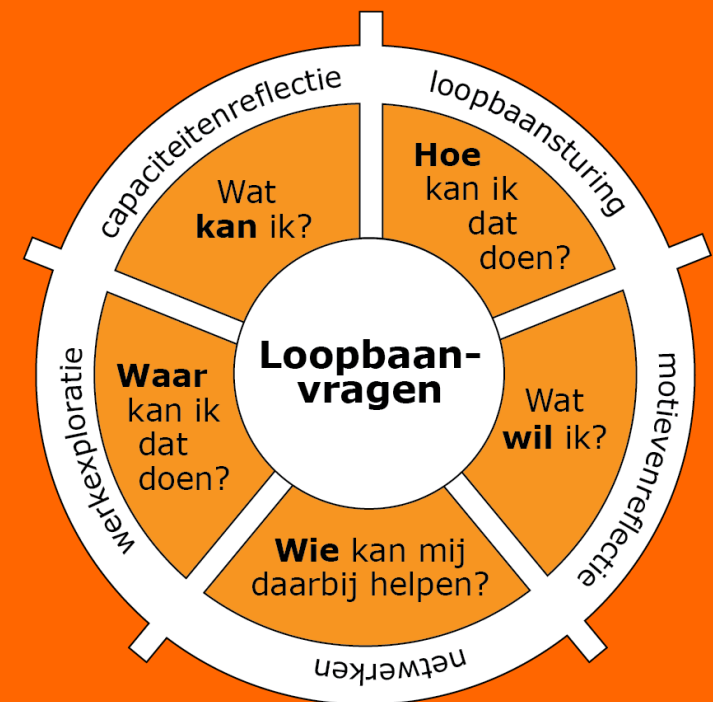 capaciteitenreflectie
Wat
kan ik?
loopbaansturing
Hoe
kan ik
dat
doen?
motievenreflectie
Wat
wil ik?
netwerken
Wie kan mij
daarbij helpen?
werkexploratie
Waar
kan ik
dat
doen?
Loopbaan-
vragen